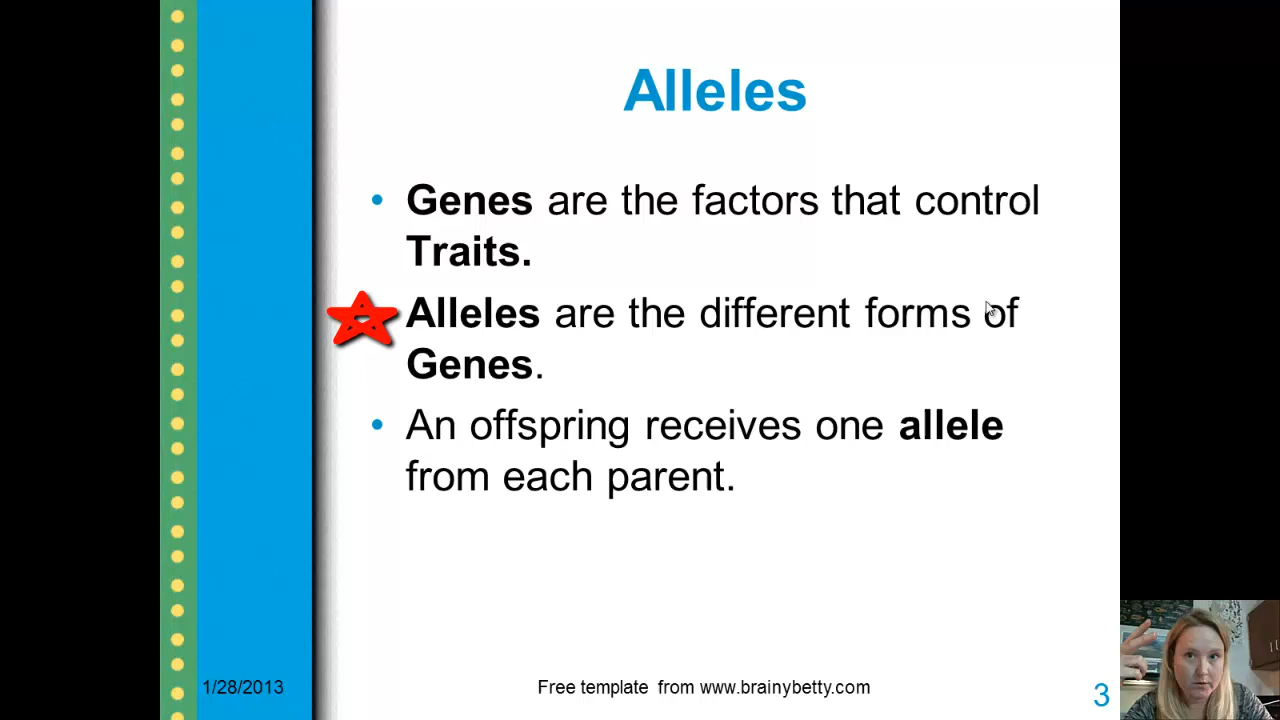 Alleles
• Genes are the factors that control
Traits.
Alleles are the different forms of
Genes.
• An offspring receives one allele
from each parent.
1/28/2013
Free template from www.brainybetty.com
3